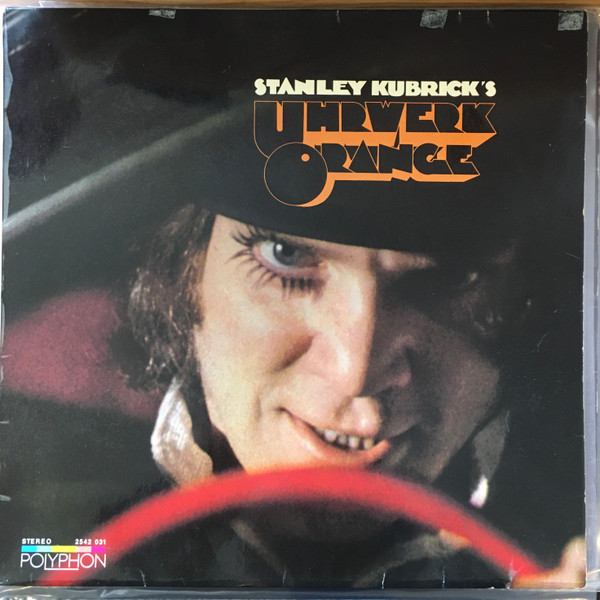 STANLEY KUBRICK'S
UHRWERK
ORANGE
STEREO 2542 031
POLYPHON